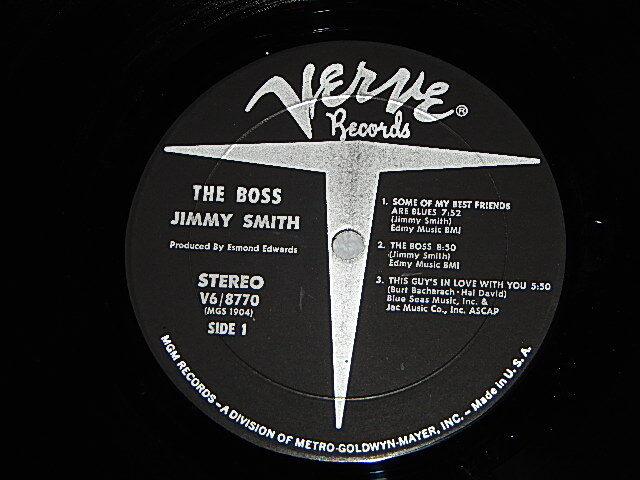 Verve®
Records
THE BOSS
JIMMY SMITH
Produced By Esmond Edwards
STEREO
V6/8770
(MGS 1904)
SIDE 1
1. SOME OF MY BEST FRIENDS
ARE BLUES 7:52
(Jimmy Smith)
Edmy Music BMI
2. THE BOSS 8:50
(Jimmy Smith)
Edmy Music BMI
3. THIS GUY'S IN LOVE WITH YOU 5:50
(Burt Bacharach • Hal David)
Blue Seas Music, Inc. &
Jac Music Co., Inc. ASCAP
MGM RECORDS – A DIVISION OF METRO-GOLDWYN-MAYER, INC. – Made in U.S.A.